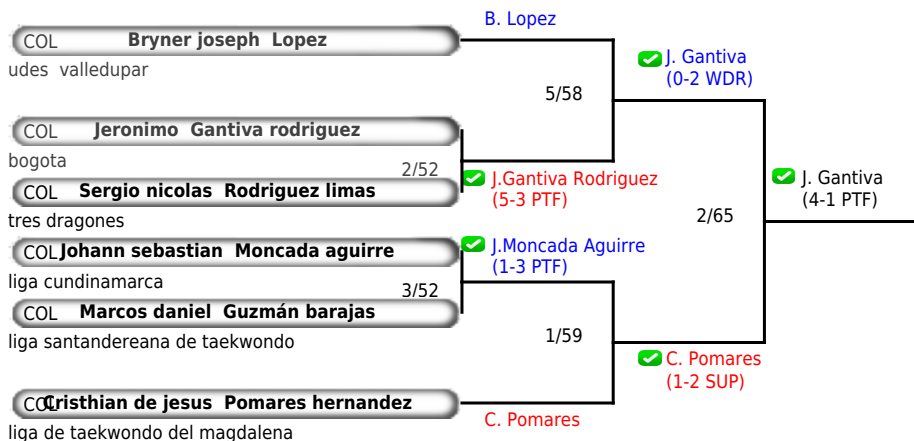 B. Lopez
COL Bryner joseph Lopez
udes valledupar
J. Gantiva
(0-2 WDR)
5/58
COL Jeronimo Gantiva rodriguez
bogota
2/52
COL Sergio nicolas Rodriguez limas
tres dragones
J.Gantiva Rodriguez
(5-3 PTF)
J. Gantiva
(4-1 PTF)
2/65
COL Johann sebastian Moncada aguirre
liga cundinamarca
J.Moncada Aguirre
(1-3 PTF)
3/52
COL Marcos daniel Guzmán barajas
liga santandereana de taekwondo
1/59
C. Pomares
(1-2 SUP)
COL Cristhian de jesus Pomares hernandez
liga de taekwondo del magdalena
C. Pomares